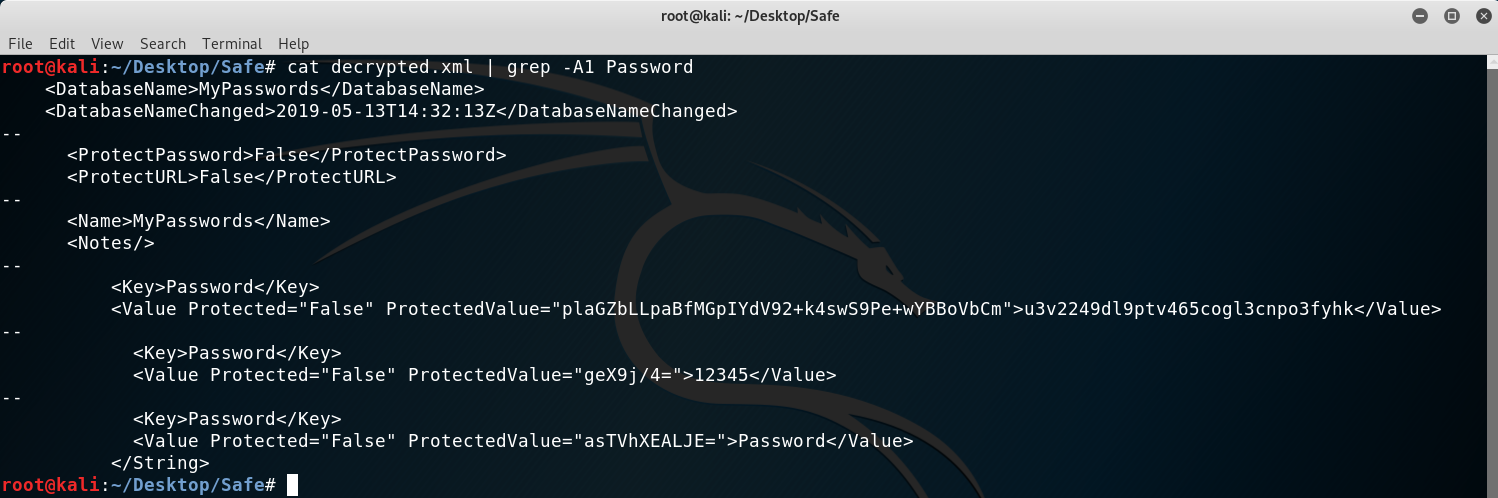 root@kali: ~/Desktop/Safe
File Edit View Search Terminal Help
root@kali:~/Desktop/Safe# cat decrypted.xml | grep -A1 Password
    <DatabaseName>MyPasswords</DatabaseName>
    <DatabaseNameChanged>2019-05-13T14:32:13Z</DatabaseNameChanged>
--
      <ProtectPassword>False</ProtectPassword>
      <ProtectURL>False</ProtectURL>
--
      <Name>MyPasswords</Name>
      <Notes/>
--
          <Key>Password</Key>
          <Value Protected="False" ProtectedValue="plaGZbLLpaBfMGpIYdV92+k4swS9Pe+wYBBoVbCm">u3v2249dl9ptv465cogl3cnpo3fyhk</Value>
--
            <Key>Password</Key>
            <Value Protected="False" ProtectedValue="geX9j/4=">12345</Value>
--
            <Key>Password</Key>
            <Value Protected="False" ProtectedValue="asTVhXEALJE=">Password</Value>
          </String>
root@kali:~/Desktop/Safe#